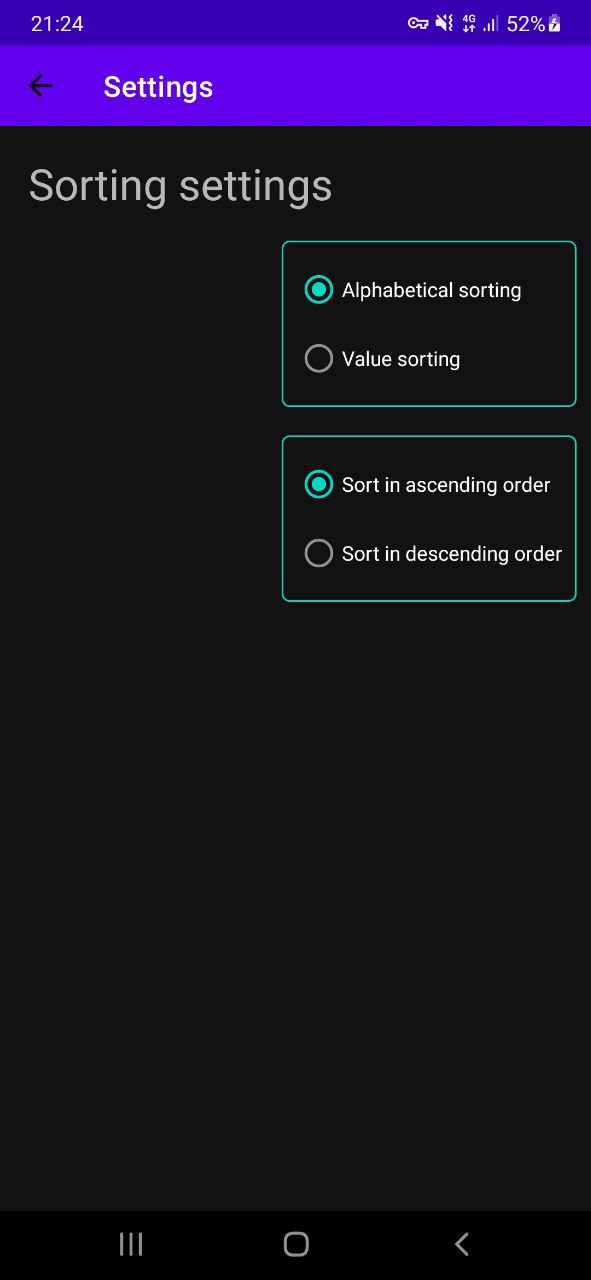 21:24
4G
52%
Settings
Sorting settings
Alphabetical sorting
Value sorting
Sort in ascending order
Sort in descending order